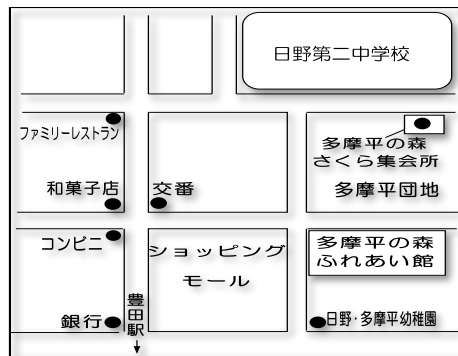 日野第二中学校
ファミリーレストラン
多摩平の森
さくら集会所
和菓子店
交番
多摩平団地
コンビニ
ショッピング
モール
多摩平の森
ふれあい館
銀行
豊田駅
↓
日野・多摩平幼稚園